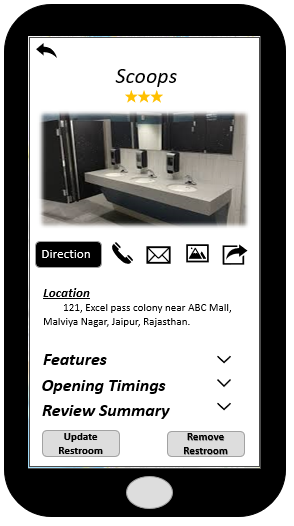 Scoops
Direction
Location
121, Excel pass colony near ABC Mall,
Malviya Nagar, Jaipur, Rajasthan.
Features
Opening Timings
Review Summary
Update
Restroom
Remove
Restroom